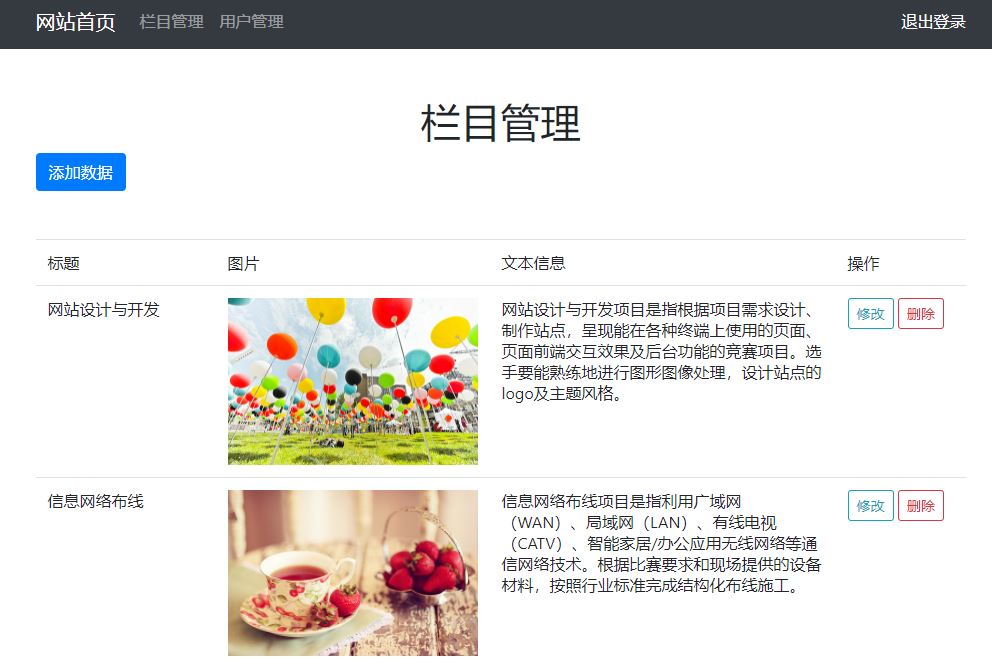 网站首页 栏目管理 用户管理 退出登录
栏目管理
添加数据
标题 图片 文本信息 操作
网站设计与开发
网站设计与开发项目是指根据项目需求设计、
制作站点，呈现能在各种终端上使用的页面、
页面前端交互效果及后台功能的竞赛项目。选
手要能熟练地进行图形图像处理，设计站点的
logo及主题风格。
修改 删除
信息网络布线
信息网络布线项目是指利用广域网
（WAN）、局域网（LAN）、有线电视
（CATV）、智能家居/办公应用无线网络等通
信网络技术。根据比赛要求和现场提供的设备
材料，按照行业标准完成结构化布线施工。
修改 删除